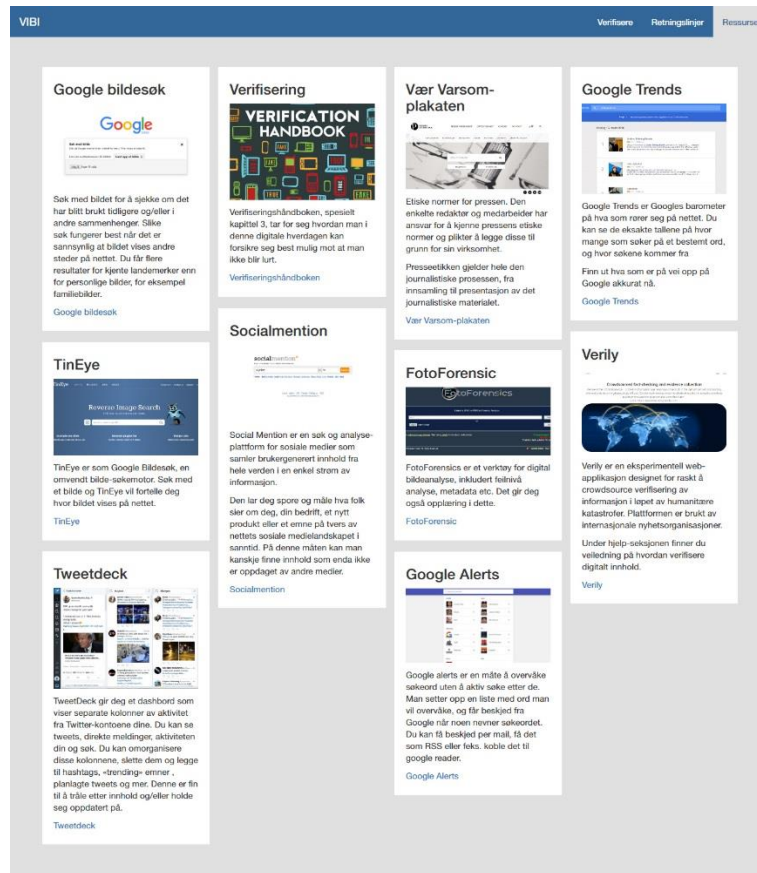 VIBI
Verifisere
Retningslinjer
Ressurse
Google bildesøk
Google
Søk med bildet for å sjekke om det
har blitt brukt tidligere og/eller i
andre sammenhenger. Slike
søk fungerer best når det er
sannsynlig at bildet vises andre
steder på nettet. Du får flere
resultater for kjente landemerker enn
for personlige bilder, for eksempel
familiebilder.
Google bildesøk
TinEye
TinEye
Reverse Image Search
TinEye er som Google Bildesøk, en
omvendt bilde-søkemotor. Søk med
et bilde og TinEye vil fortelle deg
hvor bildet vises på nettet.
TinEye
Tweetdeck
TweetDeck gir deg et dashbord som
viser separate kolonner av aktivitet
fra Twitter-kontoene dine. Du kan se
tweets, direkte meldinger, aktiviteten
din og søk. Du kan omorganisere
disse kolonnene, slette dem og legge
til hashtags, «trending» emner ,
planlagte tweets og mer. Denne er fin
til å tråle etter innhold og/eller holde
seg oppdatert på.
Tweetdeck
Verifisering
VERIFICATION
HANDBOOK
Verifiseringshåndboken, spesielt
kapittel 3, tar for seg hvordan man i
denne digitale hverdagen kan
forsikre seg best mulig mot at man
ikke blir lurt.
Verifiseringshåndboken
Socialmention
socialmention*
Social Mention er en søk og analyse-
plattform for sosiale medier som
samler brukergenerert innhold fra
hele verden i en enkel strøm av
informasjon.
Den lar deg spore og måle hva folk
sier om deg, din bedrift, et nytt
produkt eller et emne på tvers av
nettets sosiale medielandskapet i
sanntid. På denne måten kan man
kanskje finne innhold som enda ikke
er oppdaget av andre medier.
Socialmention
Vær Varsom-
plakaten
Etiske normer for pressen. Den
enkelte redaktør og medarbeider har
ansvar for å kjenne pressens etiske
normer og plikter å legge disse til
grunn for sin virksomhet.
Presseetikken gjelder hele den
journalistiske prosessen, fra
innsamling til presentasjon av det
journalistiske materialet.
Vær Varsom-plakaten
FotoForensic
FotoForensics
FotoForensics er et verktøy for digital
bildeanalyse, inkludert feilnivå
analyse, metadata etc. Det gir deg
også opplæring i dette.
FotoForensic
Google Alerts
Google alerts er en måte å overvåke
søkeord uten å aktiv søke etter de.
Man setter opp en liste med ord man
vil overvåke, og får beskjed fra
Google når noen nevner søkeordet.
Du kan få beskjed per mail, få det
som RSS eller feks. koble det til
google reader.
Google Alerts
Google Trends
Google Trends er Googles barometer
på hva som rører seg på nettet. Du
kan se de eksakte tallene på hvor
mange som søker på et bestemt ord,
og hvor søkene kommer fra
Finn ut hva som er på vei opp på
Google akkurat nå.
Google Trends
Verily
Verily er en eksperimentell web-
applikasjon designet for raskt å
crowdsource verifisering av
informasjon i løpet av humanitære
katastrofer. Plattformen er brukt av
internasjonale nyhetsorganisasjoner.
Under hjelp-seksjonen finner du
veiledning på hvordan verifisere
digitalt innhold.
Verily